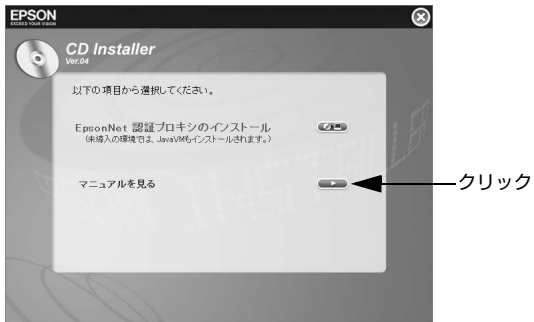 EPSON
EXCEED YOUR VISION
CD Installer
Ver.04
以下の項目から選択してください。
EpsonNet 認証プロキシのインストール
(未導入の環境では、JavaVMもインストールされます。)
マニュアルを見る
クリック